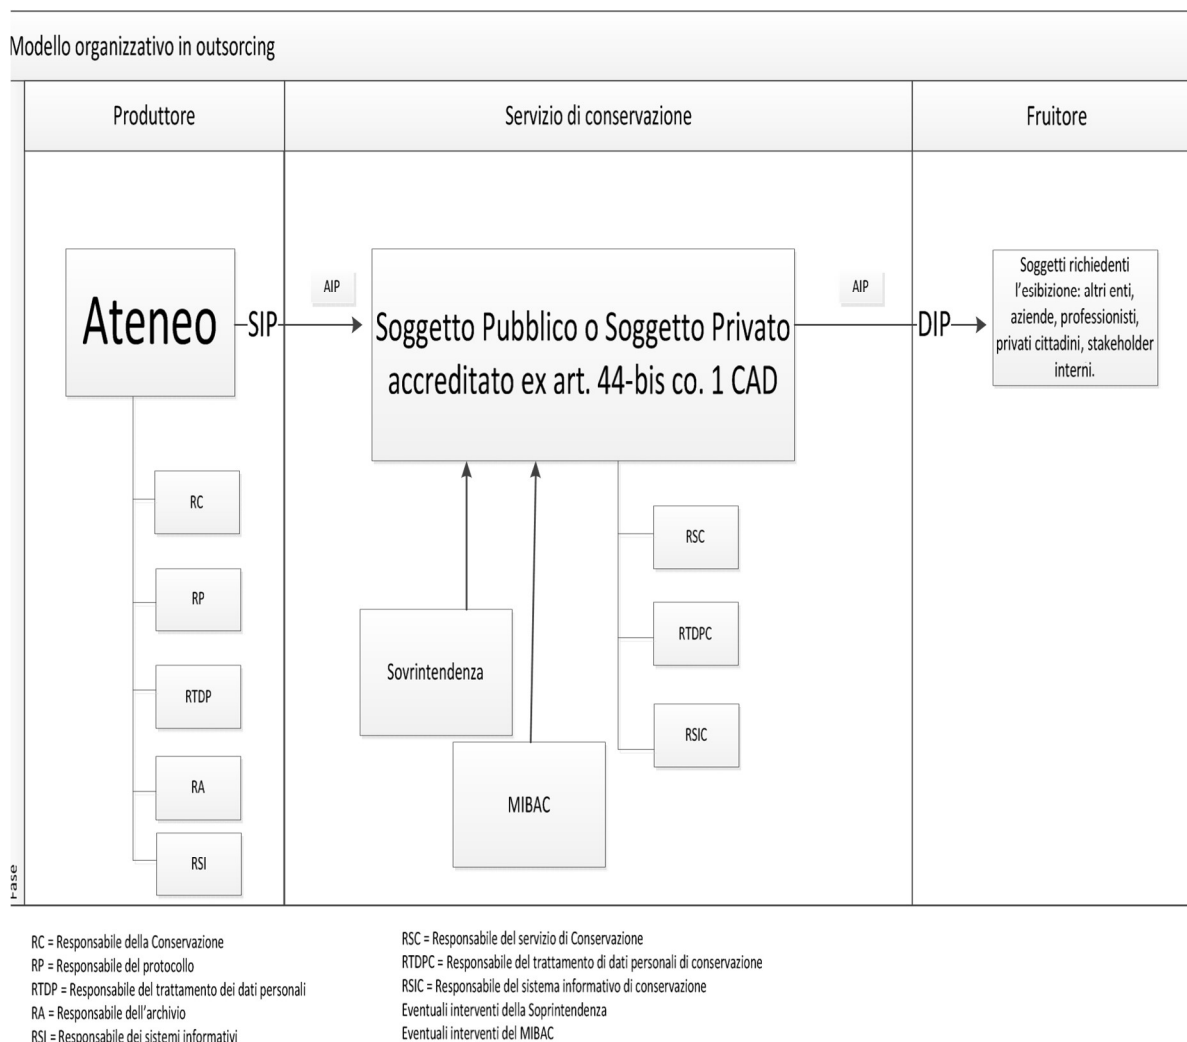 Modello organizzativo in outsorcing
Produttore
Servizio di conservazione
Fruitore
Ateneo
SIP
AIP
Soggetto Pubblico o Soggetto Privato
accreditato ex art. 44-bis co. 1 CAD
AIP
DIP
Soggetti richiedenti
l'esibizione: altri enti,
aziende, professionisti,
privati cittadini, stakeholder
interni.
RC
RP
RTDP
RA
RSI
RSC
RTDPC
RSIC
Sovrintendenza
MIBAC
Fase
RC = Responsabile della Conservazione
RP = Responsabile del protocollo
RTDP = Responsabile del trattamento dei dati personali
RA = Responsabile dell'archivio
RSI = Responsabile dei sistemi informativi
RSC = Responsabile del servizio di Conservazione
RTDPC = Responsabile del trattamento di dati personali di conservazione
RSIC = Responsabile del sistema informativo di conservazione
Eventuali interventi della Soprintendenza
Eventuali interventi del MIBAC